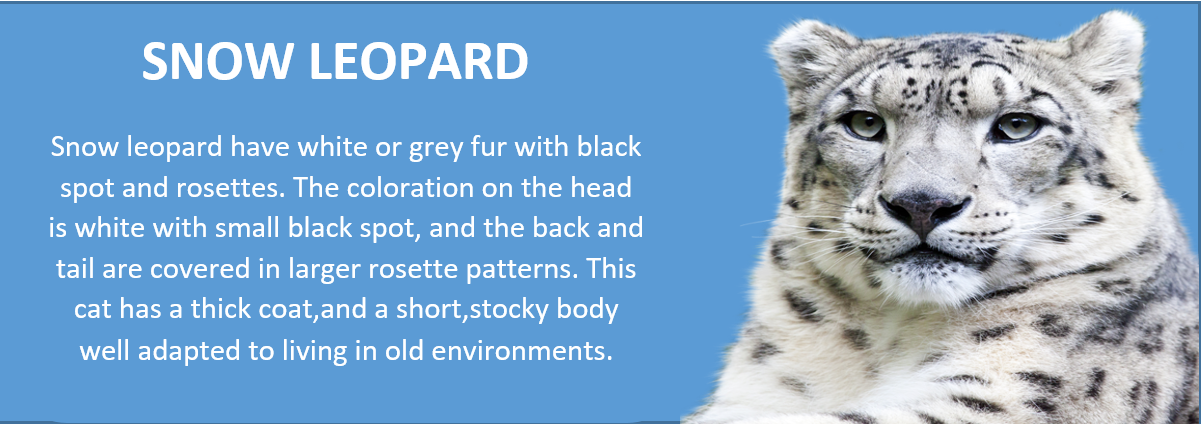 SNOW LEOPARD
Snow leopard have white or grey fur with black
spot and rosettes. The coloration on the head
is white with small black spot, and the back and
tail are covered in larger rosette patterns. This
cat has a thick coat,and a short,stocky body
well adapted to living in old environments.